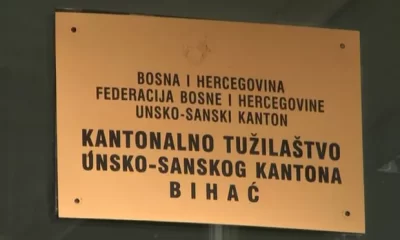 BOSNA I HERCEGOVINA
FEDERACIJA BOSNE I HERCEGOVINE
UNSKO-SANSKI KANTON
KANTONALNO TUŽILAŠTVO
UNSKO-SANSKOG KANTONA
BIHAĆ